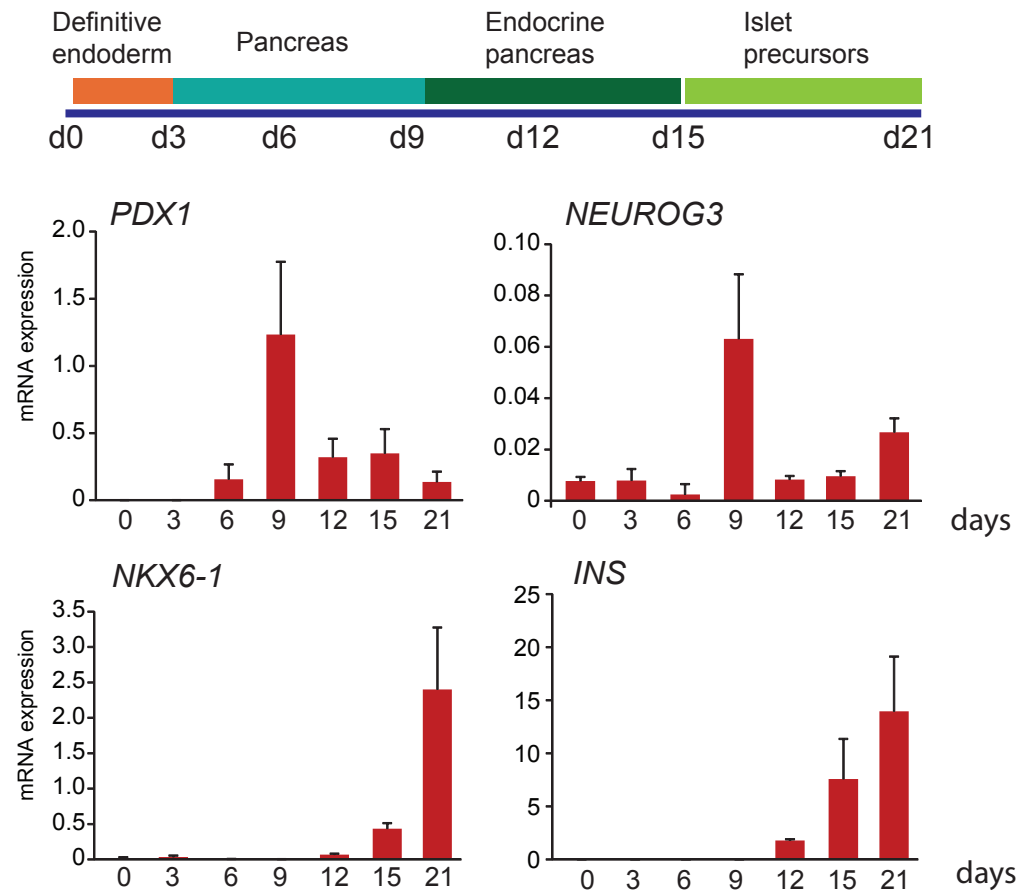 Definitive endoderm
Pancreas
Endocrine pancreas
Islet precursors
d0 d3 d6 d9 d12 d15 d21
PDX1
mRNA expression
2.0
1.5
1.0
0.5
0
0 3 6 9 12 15 21
NEUROG3
0.10
0.08
0.06
0.04
0.02
0
0 3 6 9 12 15 21 days
NKX6-1
mRNA expression
3.5
3.0
2.5
2.0
1.5
1.0
0.5
0
0 3 6 9 12 15 21
INS
25
20
15
10
5
0
0 3 6 9 12 15 21 days